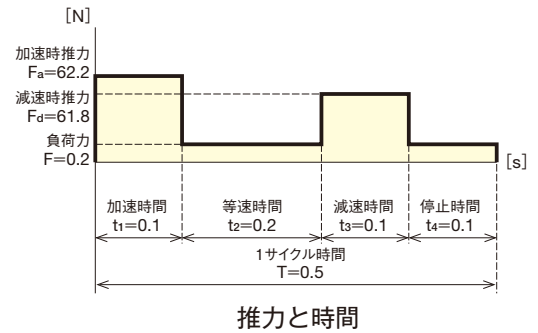 [N]
加速時推力
Fa=62.2
減速時推力
Fd=61.8
負荷力
F=0.2
[s]
加速時間
t1=0.1
等速時間
t2=0.2
減速時間
t3=0.1
停止時間
t4=0.1
1サイクル時間
T=0.5
推力と時間